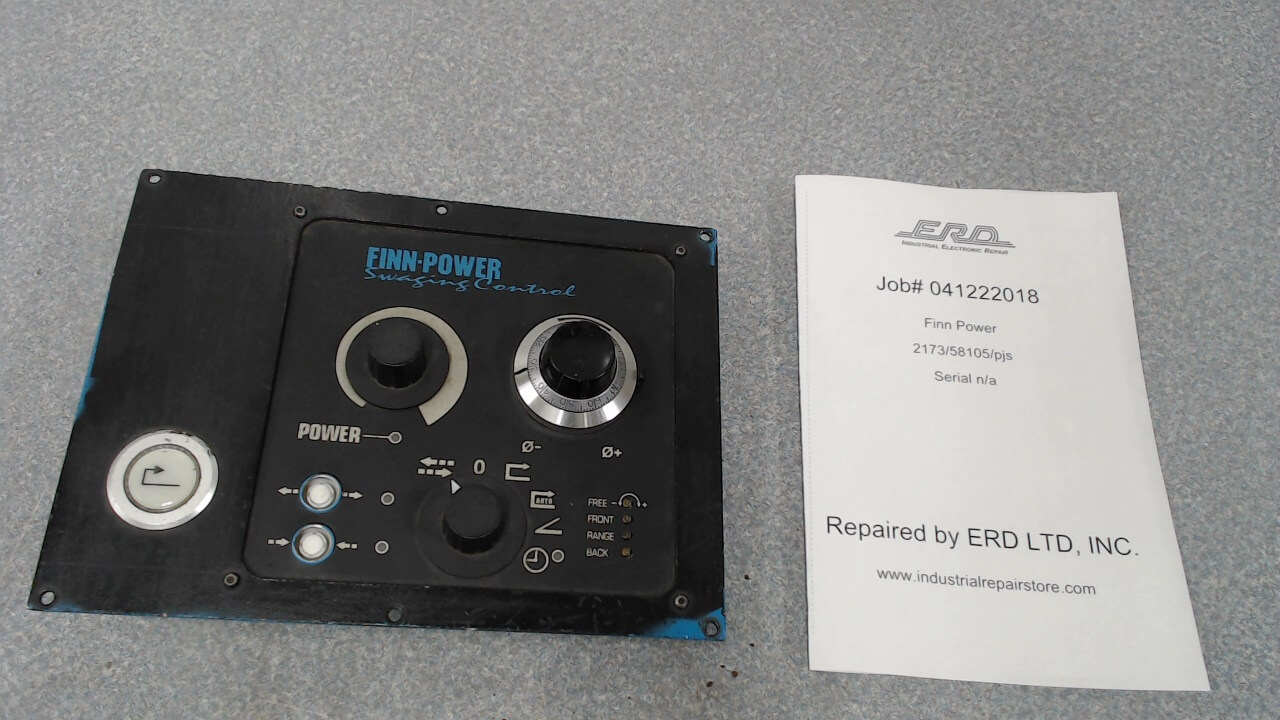 FINN-POWER
Swaging Control
POWER
Ø-
Ø+
0
AUTO
FREE - +
FRONT
RANGE
BACK
ERD
INDUSTRIAL ELECTRONIC REPAIR
Job# 041222018
Finn Power
2173/58105/pjs
Serial n/a
Repaired by ERD LTD, INC.
www.industrialrepairstore.com